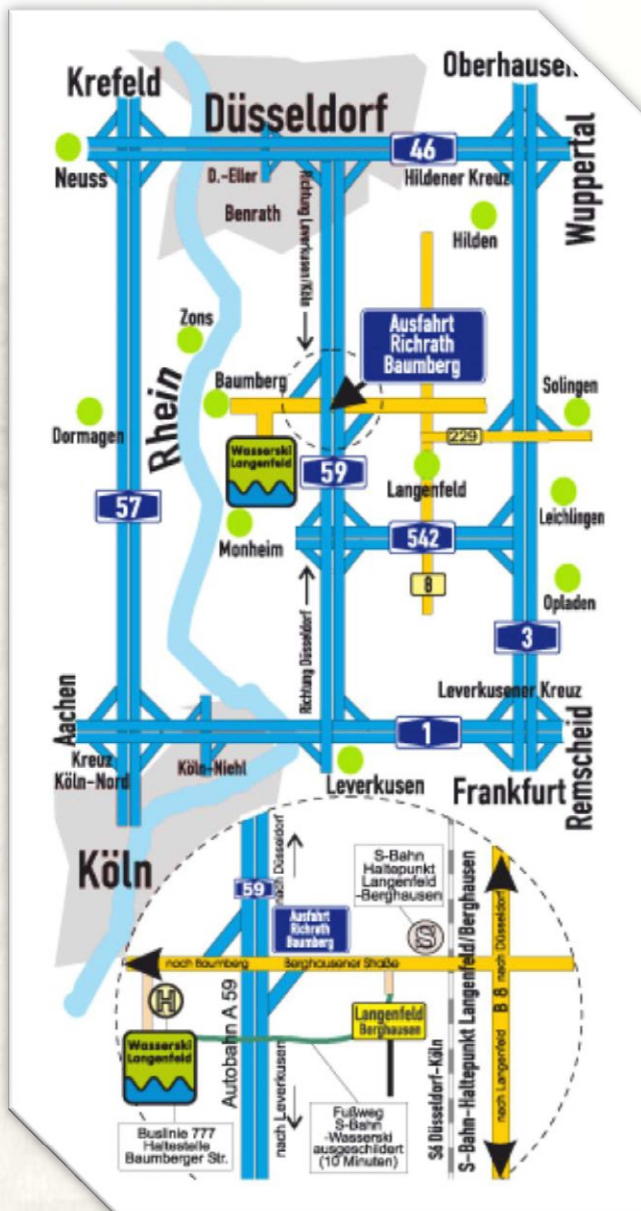 Krefeld
Oberhausen
Düsseldorf
46
Neuss
D.-Eller
Hildener Kreuz
Wuppertal
Benrath
Richtung Leverkusen/Köln
Hilden
Zons
Ausfahrt
Richrath
Baumberg
Baumberg
Solingen
Rhein
Dormagen
229
Wasserski
Langenfeld
59
Langenfeld
57
Leichlingen
Monheim
542
8
Opladen
3
Richtung Düsseldorf
Leverkusener Kreuz
Aachen
1
Remscheid
Kreuz
Köln-Nord
Köln-Niehl
Leverkusen
Frankfurt
Köln
nach Düsseldorf
S-Bahn
Haltepunkt
Langenfeld
-Berghausen
59
Ausfahrt
Richrath
Baumberg
S
nach Baumberg
Berghausener Straße
H
Autobahn A 59
Langenfeld
Berghausen
Wasserski
Langenfeld
nach Leverkusen
Fußweg
S-Bahn
-Wasserski
ausgeschildert
(10 Minuten)
Buslinie 777
Haltestelle
Baumberger Str.
S6 Düsseldorf-Köln
S-Bahn-Haltepunkt Langenfeld/Berghausen
nach Langenfeld B 8 nach Düsseldorf